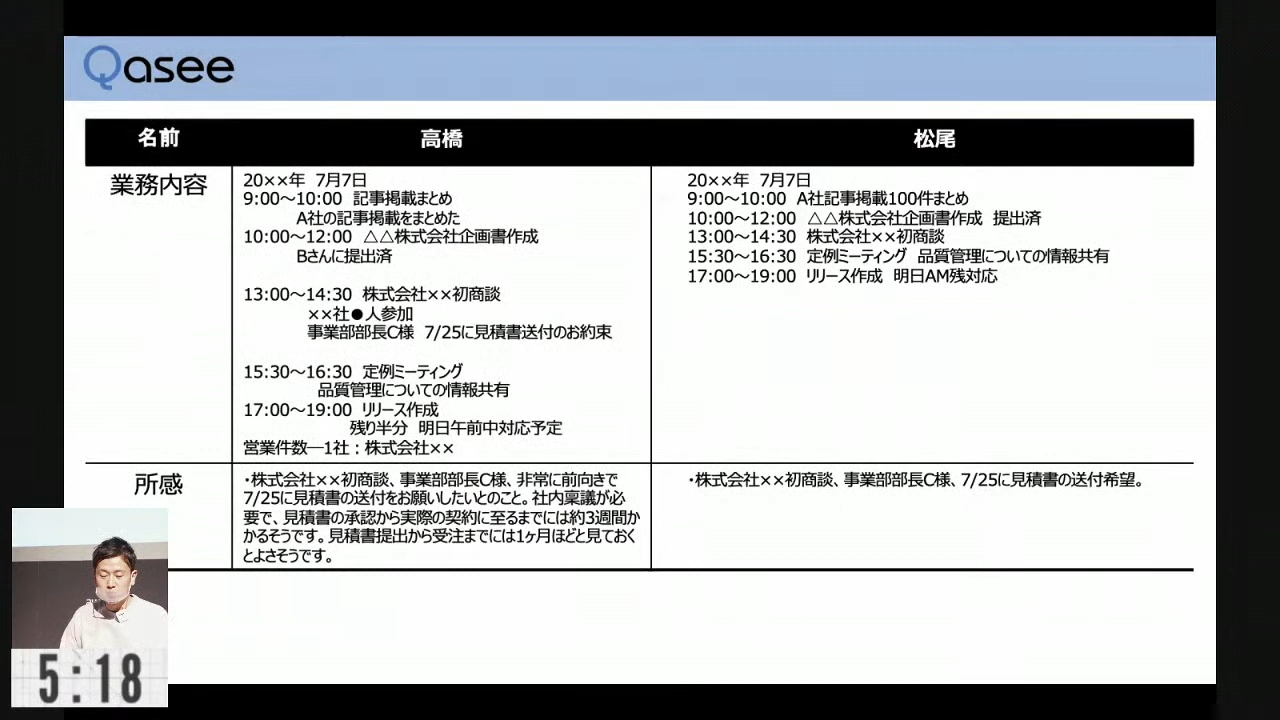 Qasee
名前 高橋 松尾
業務内容
20××年 7月7日
9:00～10:00 記事掲載まとめ
A社の記事掲載をまとめた
10:00～12:00 △△株式会社企画書作成
Bさんに提出済
13:00～14:30 株式会社××初商談
××社●人参加
事業部部長C様 7/25に見積書送付のお約束
15:30～16:30 定例ミーティング
品質管理についての情報共有
17:00～19:00 リリース作成
残り半分 明日午前中対応予定
営業件数―1社：株式会社××
20××年 7月7日
9:00～10:00 A社記事掲載100件まとめ
10:00～12:00 △△株式会社企画書作成 提出済
13:00～14:30 株式会社××初商談
15:30～16:30 定例ミーティング 品質管理についての情報共有
17:00～19:00 リリース作成 明日AM残対応
所感
・株式会社××初商談、事業部部長C様、非常に前向きで
7/25に見積書の送付をお願いしたいとのこと。社内稟議が必
要で、見積書の承認から実際の契約に至るまでには約3週間か
かるそうです。見積書提出から受注までには1ヶ月ほどと見ておく
とよさそうです。
・株式会社××初商談、事業部部長C様、7/25に見積書の送付希望。
5:18